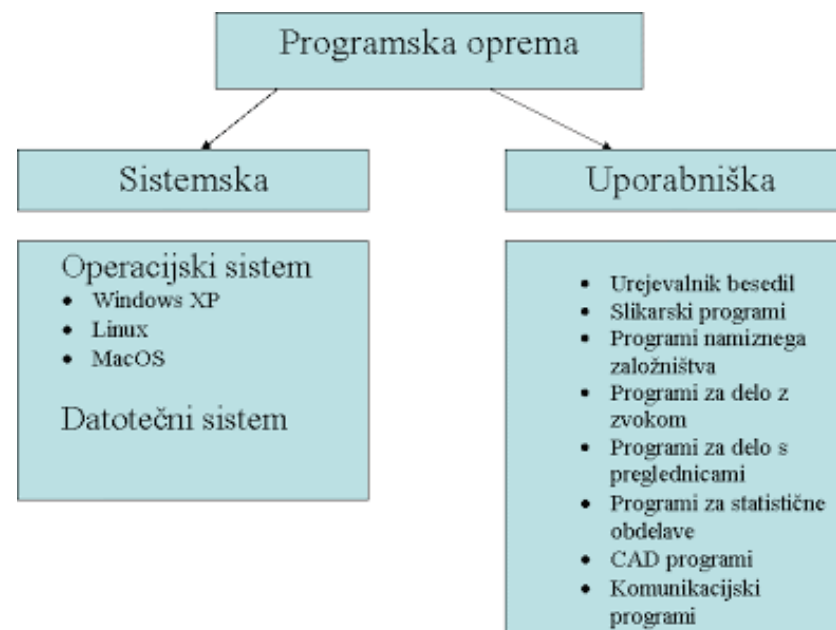 Programska oprema
Sistemska
Uporabniška
Operacijski sistem
• Windows XP
• Linux
• MacOS
Datotečni sistem
• Urejevalnik besedil
• Slikarski programi
• Programi namiznega
založništva
• Programi za delo z
zvokom
• Programi za delo s
preglednicami
• Programi za statistične
obdelave
• CAD programi
• Komunikacijski
programi